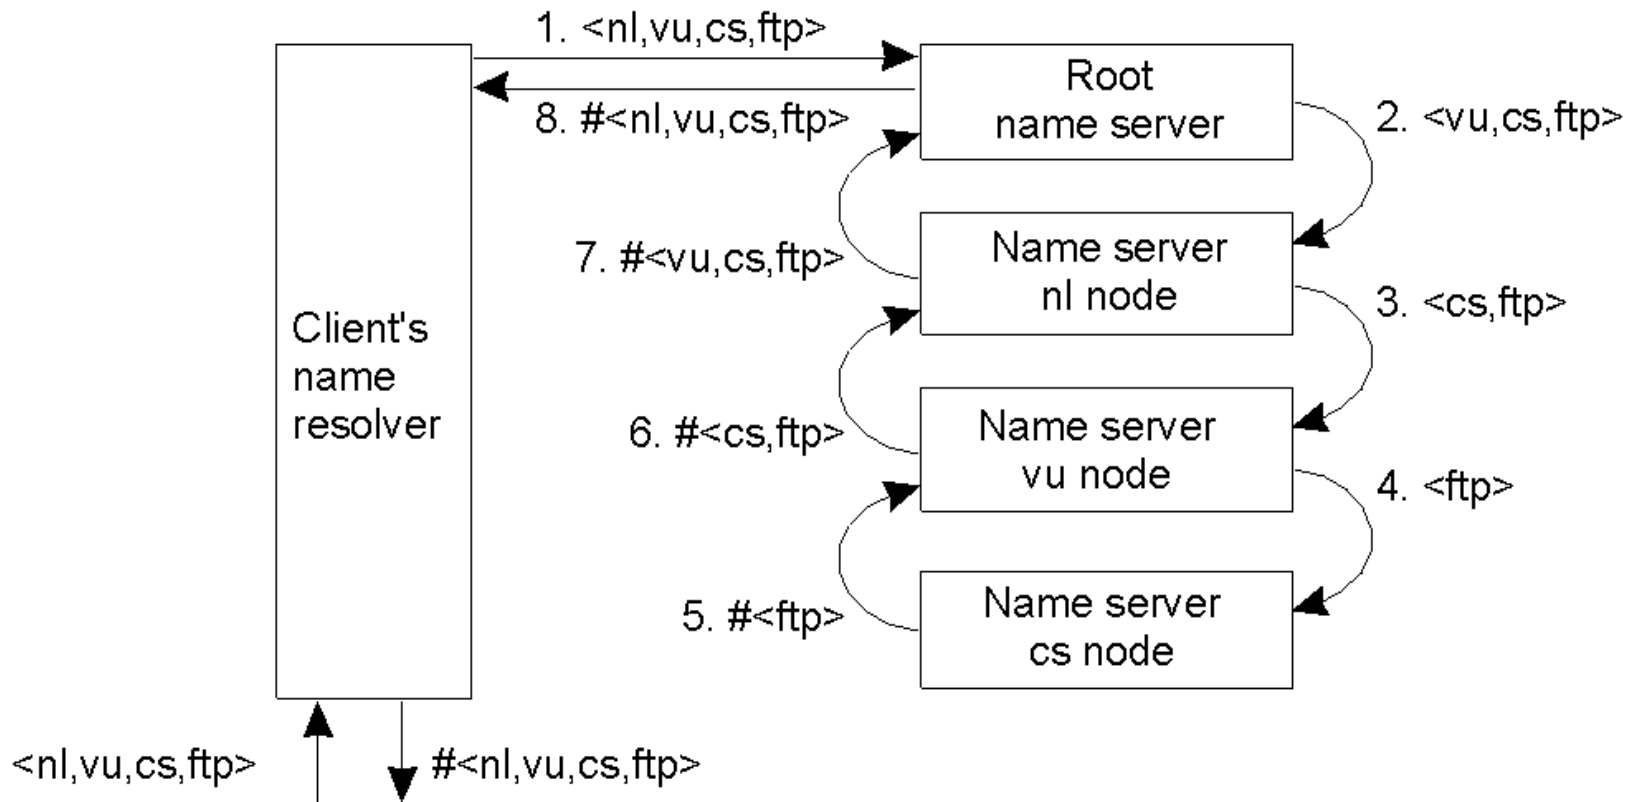 1. <nl,vu,cs,ftp>
Root
name server
8. #<nl,vu,cs,ftp>
2. <vu,cs,ftp>
Name server
nl node
7. #<vu,cs,ftp>
3. <cs,ftp>
Client's
name
resolver
Name server
vu node
6. #<cs,ftp>
4. <ftp>
Name server
cs node
5. #<ftp>
<nl,vu,cs,ftp>
#<nl,vu,cs,ftp>